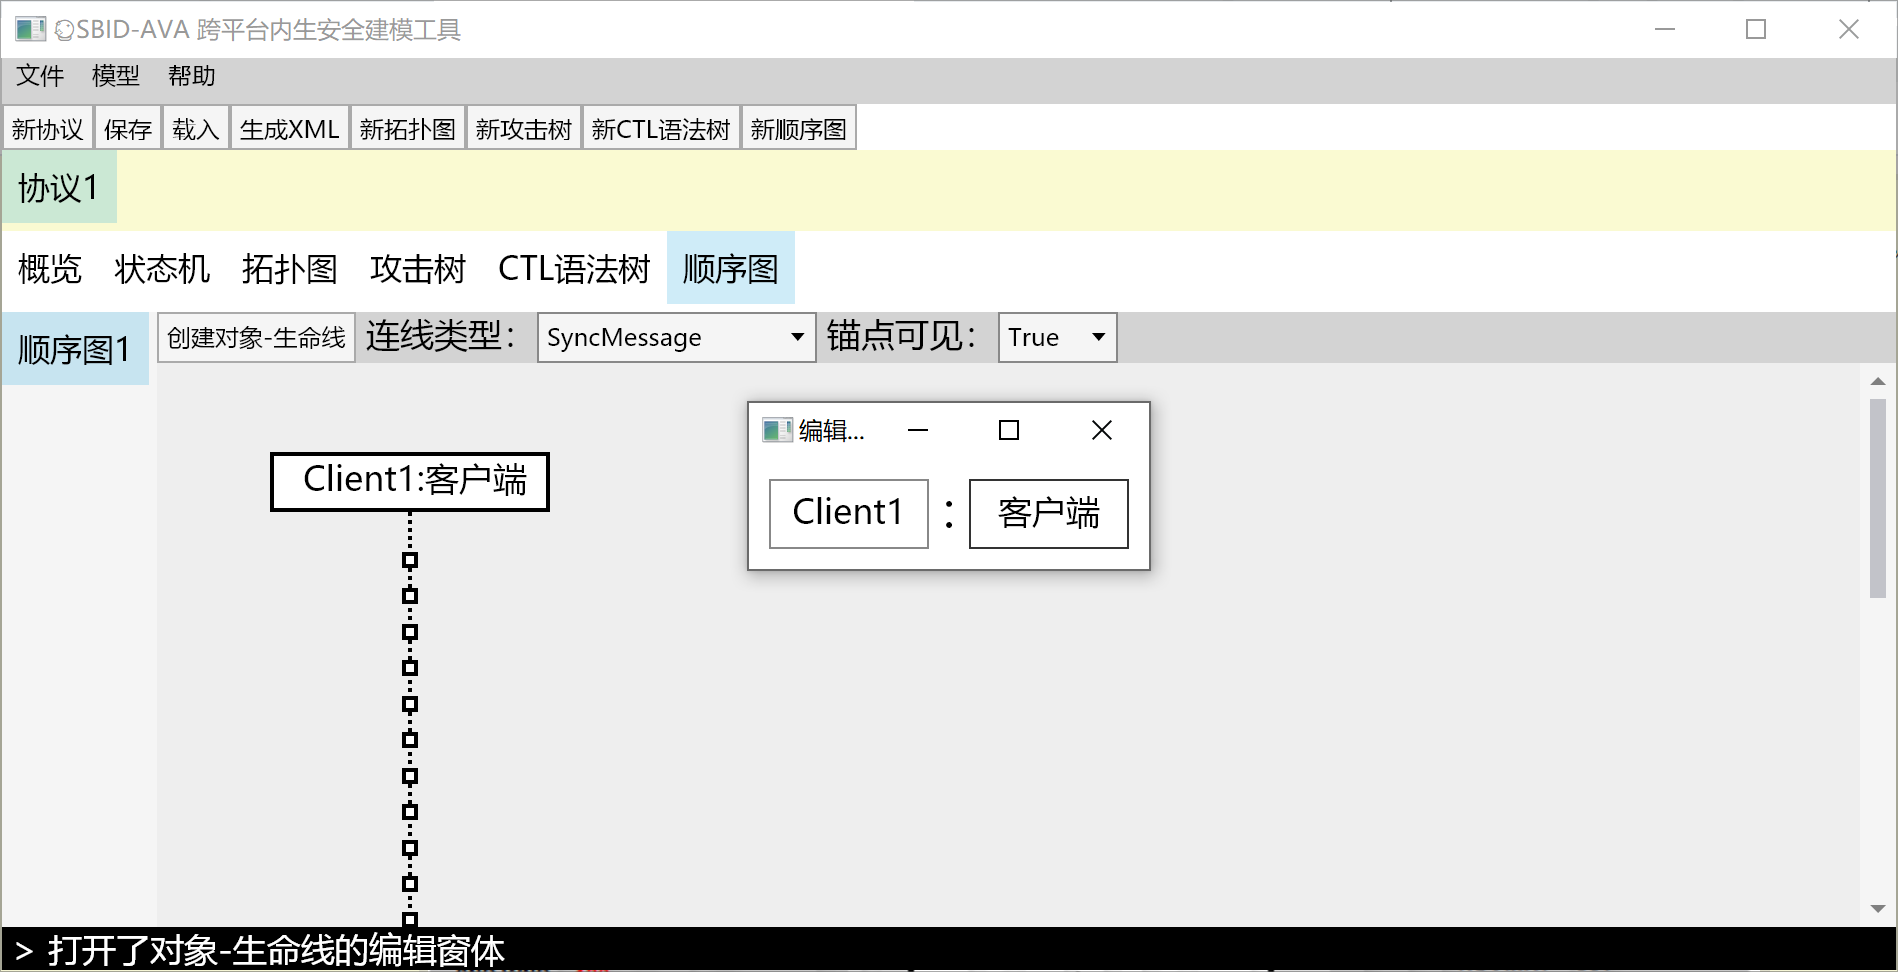 SBID-AVA 跨平台内生安全建模工具
文件 模型 帮助
新协议 保存 载入 生成XML 新拓扑图 新攻击树 新CTL语法树 新顺序图
协议1
概览 状态机 拓扑图 攻击树 CTL语法树 顺序图
顺序图1
创建对象-生命线 连线类型： SyncMessage 锚点可见： True
编辑...
Client1 : 客户端
Client1:客户端
> 打开了对象-生命线的编辑窗体